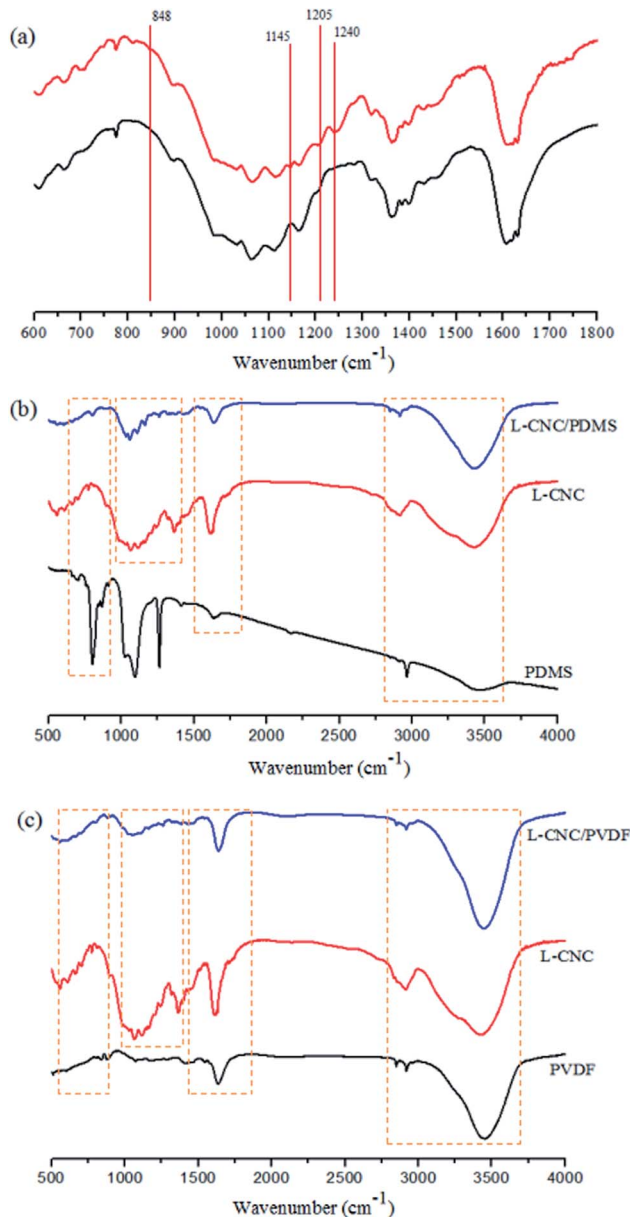 (a)
848
1145
1205
1240
600 700 800 900 1000 1100 1200 1300 1400 1500 1600 1700 1800
Wavenumber (cm⁻¹)
(b)
L-CNC/PDMS
L-CNC
PDMS
500 1000 1500 2000 2500 3000 3500 4000
Wavenumber (cm⁻¹)
(c)
L-CNC/PVDF
L-CNC
PVDF
500 1000 1500 2000 2500 3000 3500 4000
Wavenumber (cm⁻¹)